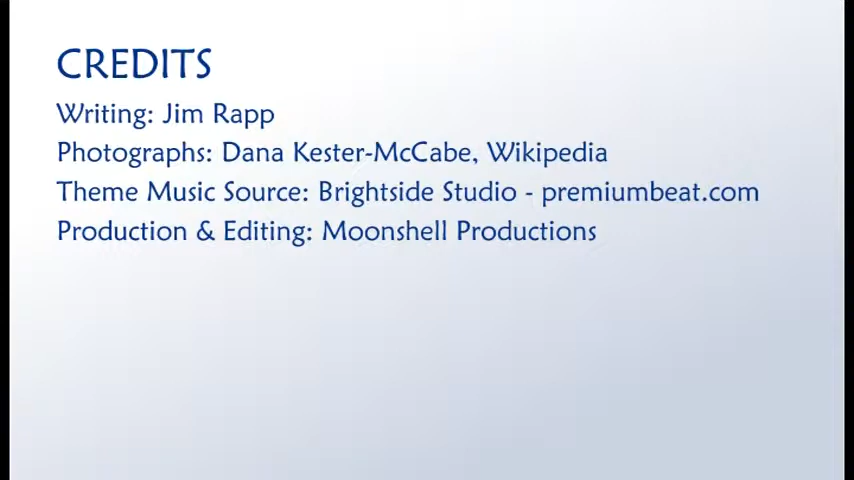 CREDITS
Writing: Jim Rapp
Photographs: Dana Kester-McCabe, Wikipedia
Theme Music Source: Brightside Studio - premiumbeat.com
Production & Editing: Moonshell Productions